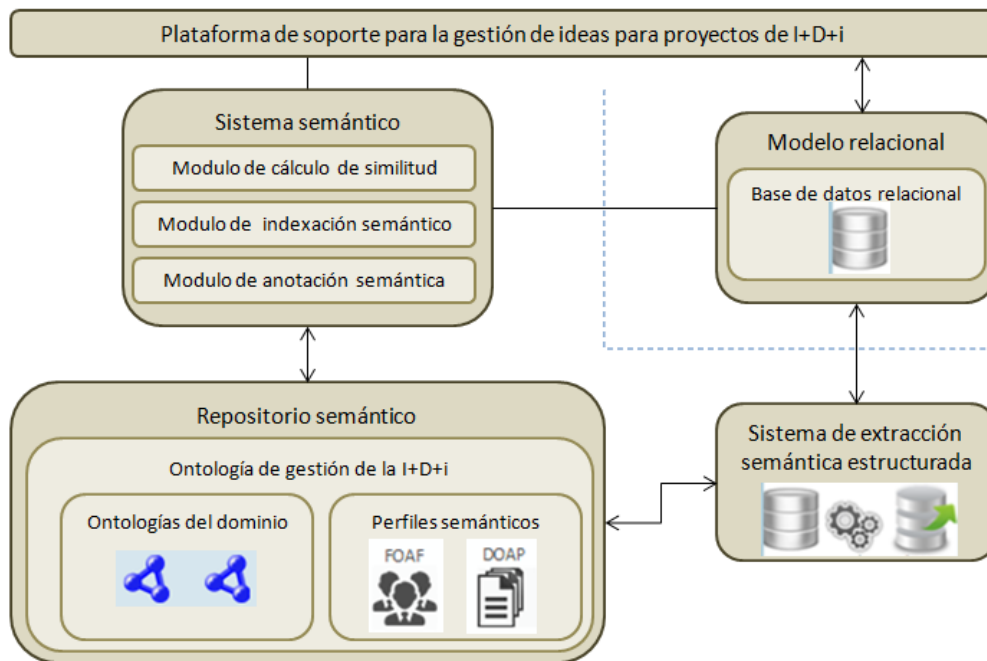 Plataforma de soporte para la gestión de ideas para proyectos de I+D+i
Sistema semántico
Modulo de cálculo de similitud
Modulo de indexación semántico
Modulo de anotación semántica
Modelo relacional
Base de datos relacional
Repositorio semántico
Ontología de gestión de la I+D+i
Ontologías del dominio
Perfiles semánticos
FOAF
DOAP
Sistema de extracción
semántica estructurada